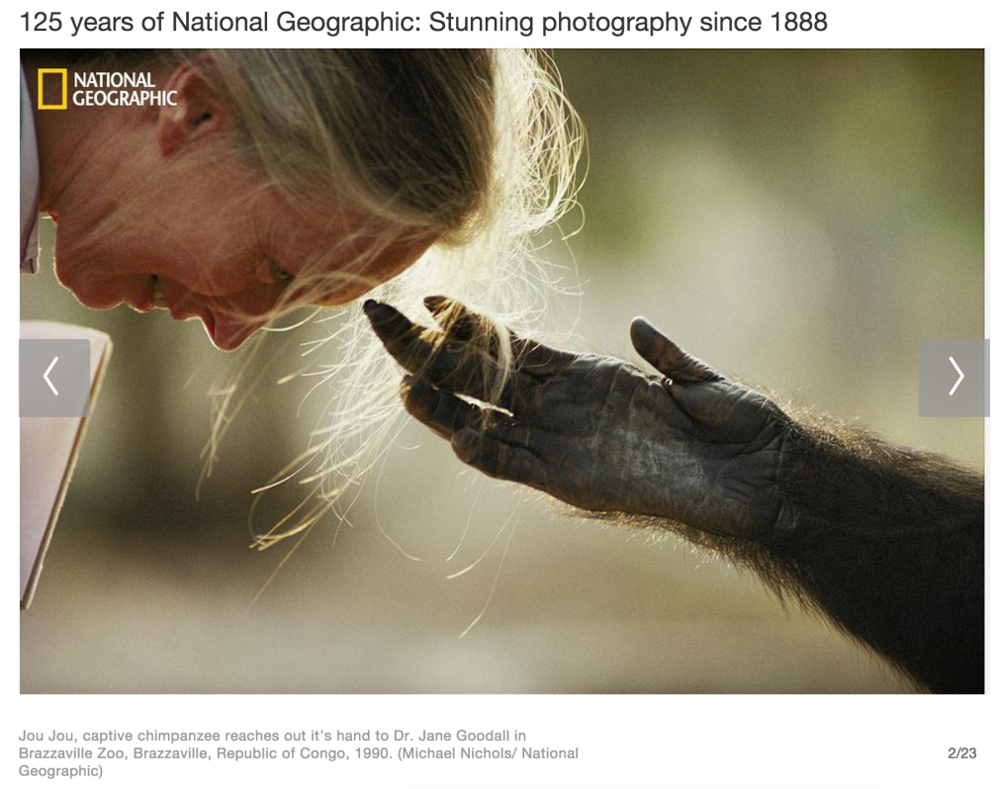 125 years of National Geographic: Stunning photography since 1888
NATIONAL
GEOGRAPHIC
Jou Jou, captive chimpanzee reaches out it's hand to Dr. Jane Goodall in
Brazzaville Zoo, Brazzaville, Republic of Congo, 1990. (Michael Nichols/ National
Geographic)
2/23